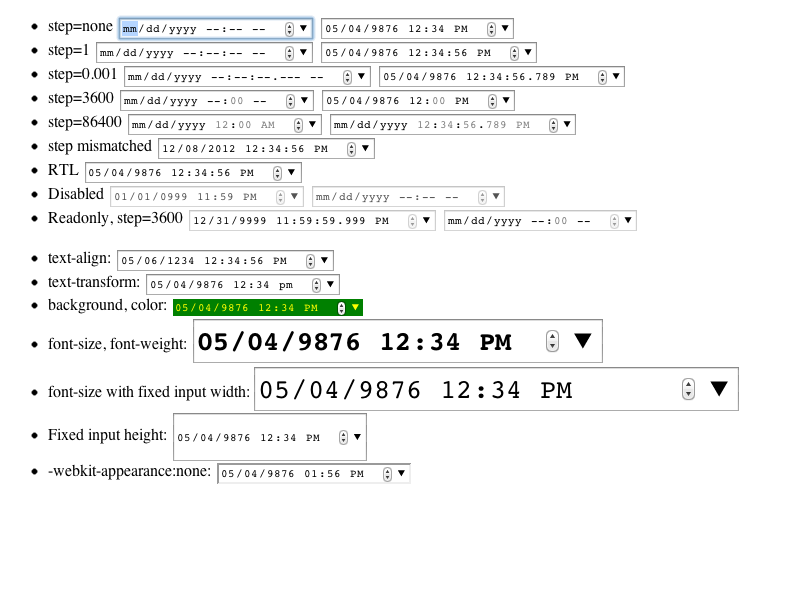 step=none mm/dd/yyyy --:-- -- 05/04/9876 12:34 PM
step=1 mm/dd/yyyy --:--:-- -- 05/04/9876 12:34:56 PM
step=0.001 mm/dd/yyyy --:--:--.--- -- 05/04/9876 12:34:56.789 PM
step=3600 mm/dd/yyyy --:00 -- 05/04/9876 12:00 PM
step=86400 mm/dd/yyyy 12:00 AM mm/dd/yyyy 12:34:56.789 PM
step mismatched 12/08/2012 12:34:56 PM
RTL 05/04/9876 12:34:56 PM
Disabled 01/01/0999 11:59 PM mm/dd/yyyy --:-- --
Readonly, step=3600 12/31/9999 11:59:59.999 PM mm/dd/yyyy --:00 --
text-align: 05/06/1234 12:34:56 PM
text-transform: 05/04/9876 12:34 pm
background, color: 05/04/9876 12:34 PM
font-size, font-weight: 05/04/9876 12:34 PM
font-size with fixed input width: 05/04/9876 12:34 PM
Fixed input height: 05/04/9876 12:34 PM
-webkit-appearance:none: 05/04/9876 01:56 PM